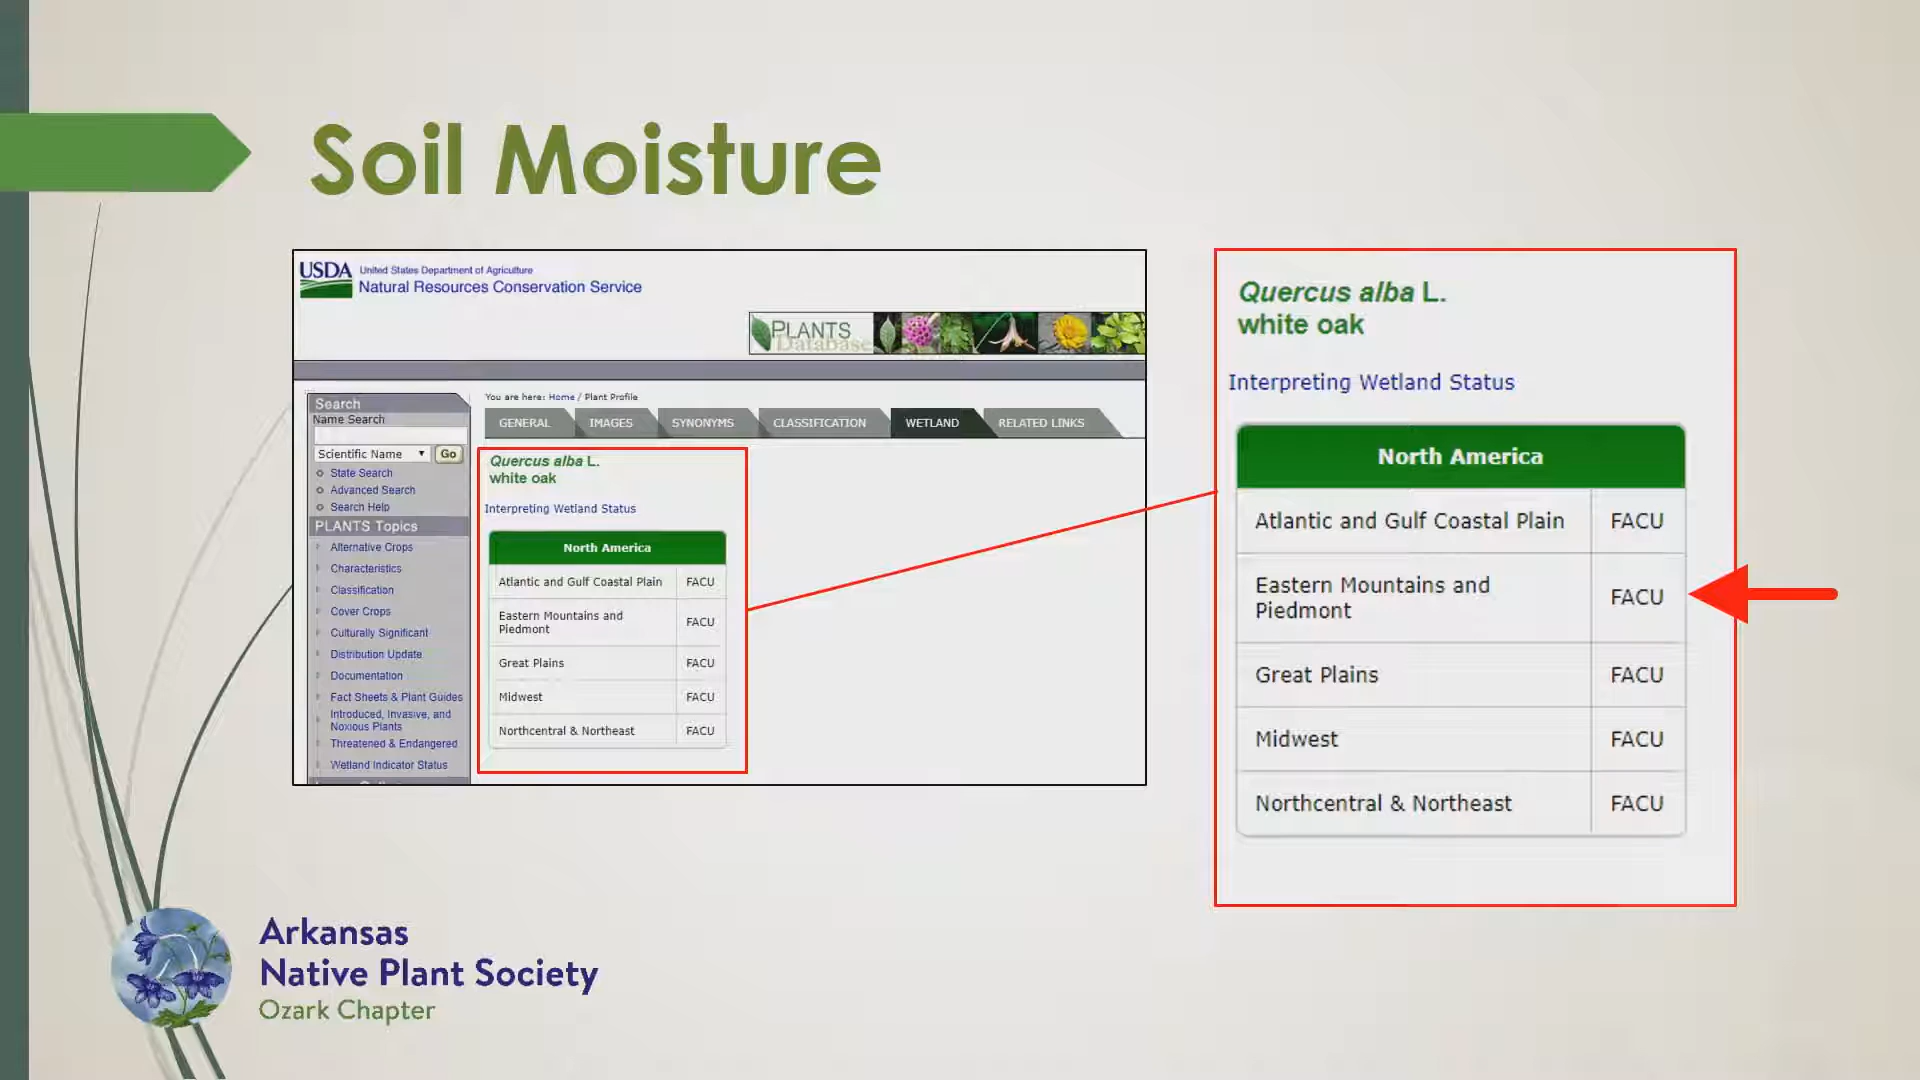 Soil Moisture
USDA
United States Department of Agriculture
Natural Resources Conservation Service
PLANTS
Database
Search
Name Search
Scientific Name
Go
State Search
Advanced Search
Search Help
PLANTS Topics
Alternative Crops
Characteristics
Classification
Cover Crops
Culturally Significant
Distribution Update
Documentation
Fact Sheets & Plant Guides
Introduced, Invasive, and
Noxious Plants
Threatened & Endangered
Wetland Indicator Status
You are here: Home / Plant Profile
GENERAL IMAGES SYNONYMS CLASSIFICATION WETLAND RELATED LINKS
Quercus alba L.
white oak
Interpreting Wetland Status
North America
Atlantic and Gulf Coastal Plain FACU
Eastern Mountains and
Piedmont FACU
Great Plains FACU
Midwest FACU
Northcentral & Northeast FACU
Quercus alba L.
white oak
Interpreting Wetland Status
North America
Atlantic and Gulf Coastal Plain FACU
Eastern Mountains and
Piedmont FACU
Great Plains FACU
Midwest FACU
Northcentral & Northeast FACU
Arkansas
Native Plant Society
Ozark Chapter